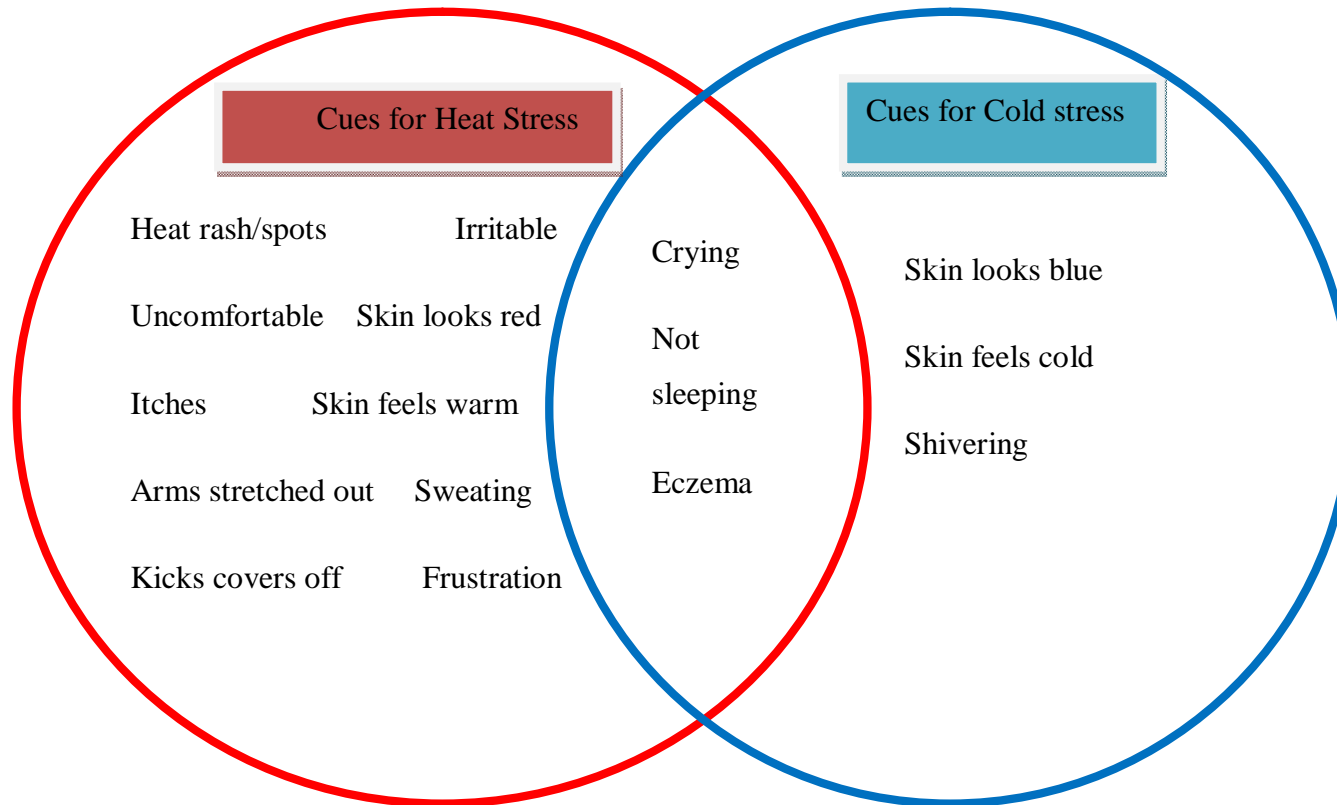 Cues for Heat Stress
Heat rash/spots Irritable
Uncomfortable Skin looks red
Itches Skin feels warm
Arms stretched out Sweating
Kicks covers off Frustration
Crying
Not
sleeping
Eczema
Cues for Cold stress
Skin looks blue
Skin feels cold
Shivering